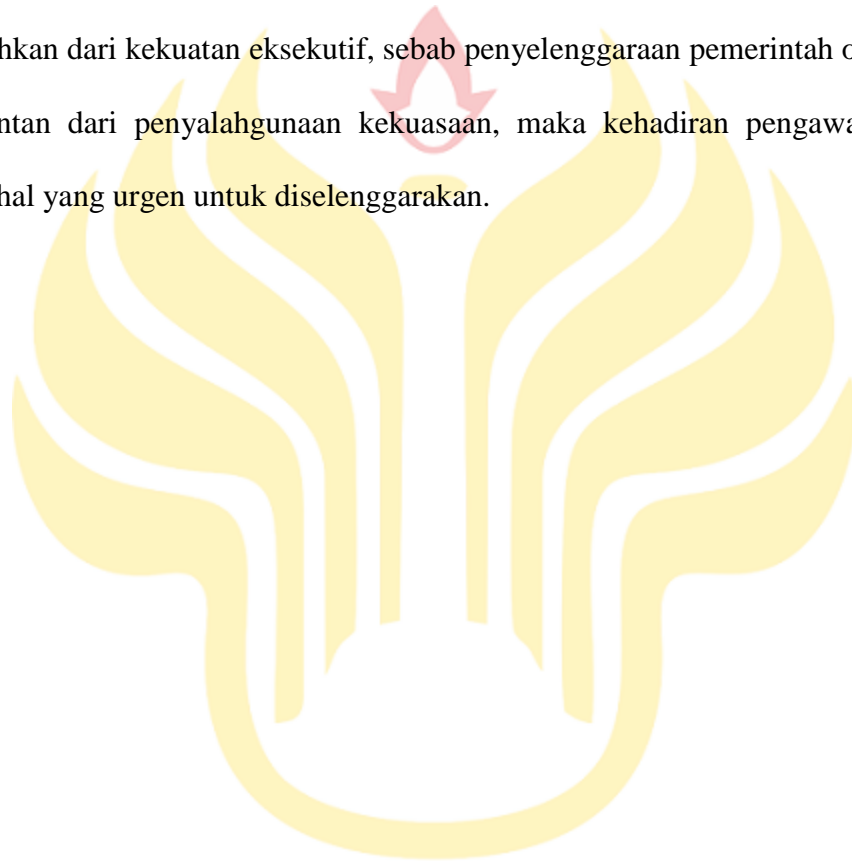 hkan dari kekuatan eksekutif, sebab penyelenggaraan pemerintah
ntan dari penyalahgunaan kekuasaan, maka kehadiran pengawa
hal yang urgen untuk diselenggarakan.